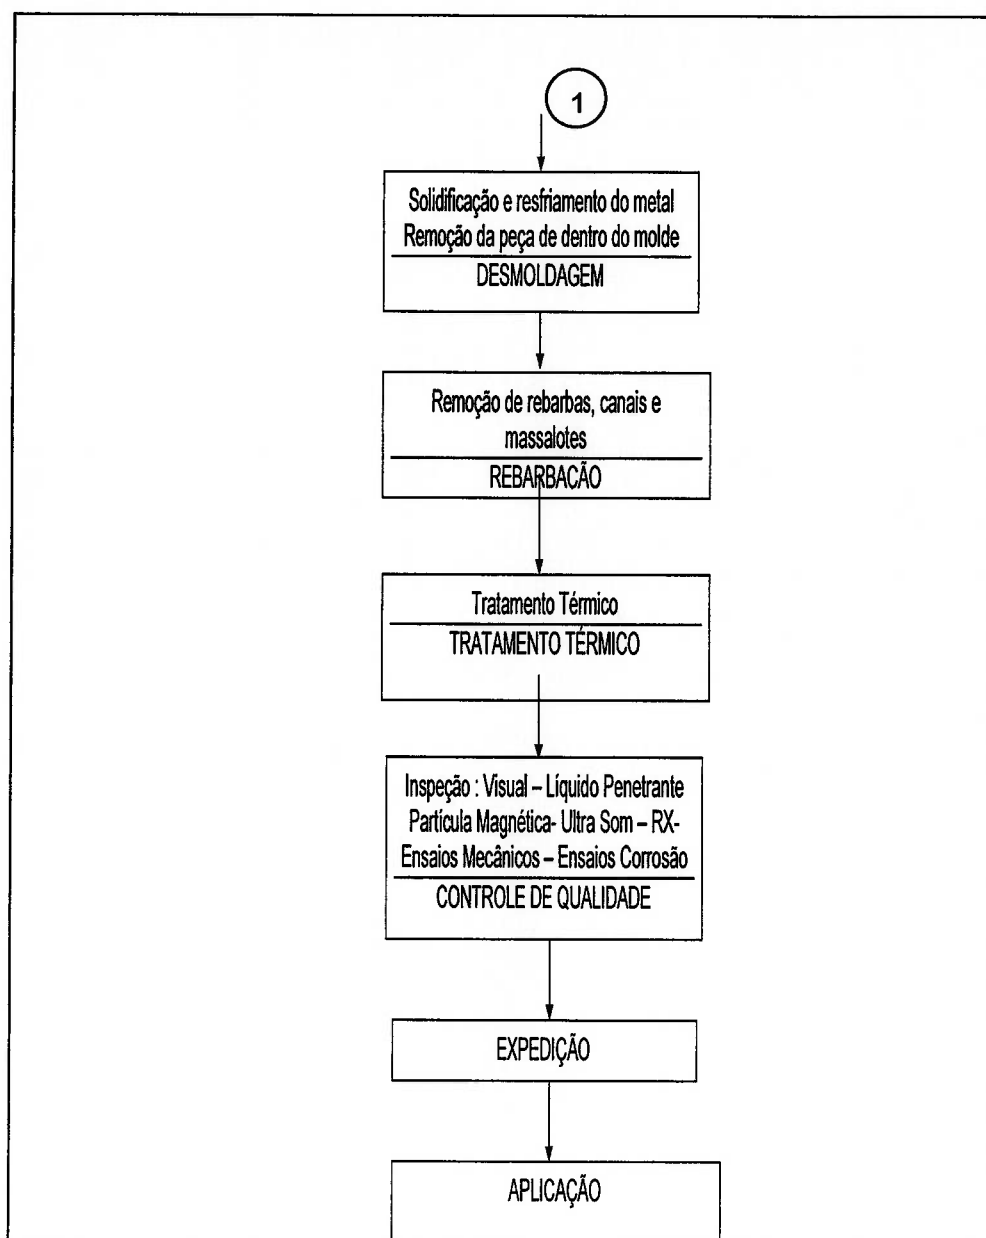 1
Solidificação e resfriamento do metal
Remoção da peça de dentro do molde
DESMOLDAGEM
Remoção de rebarbas, canais e
massalotes
REBARBAÇÃO
Tratamento Térmico
TRATAMENTO TÉRMICO
Inspeção : Visual – Líquido Penetrante
Partícula Magnética- Ultra Som – RX-
Ensaios Mecânicos – Ensaios Corrosão
CONTROLE DE QUALIDADE
EXPEDIÇÃO
APLICAÇÃO